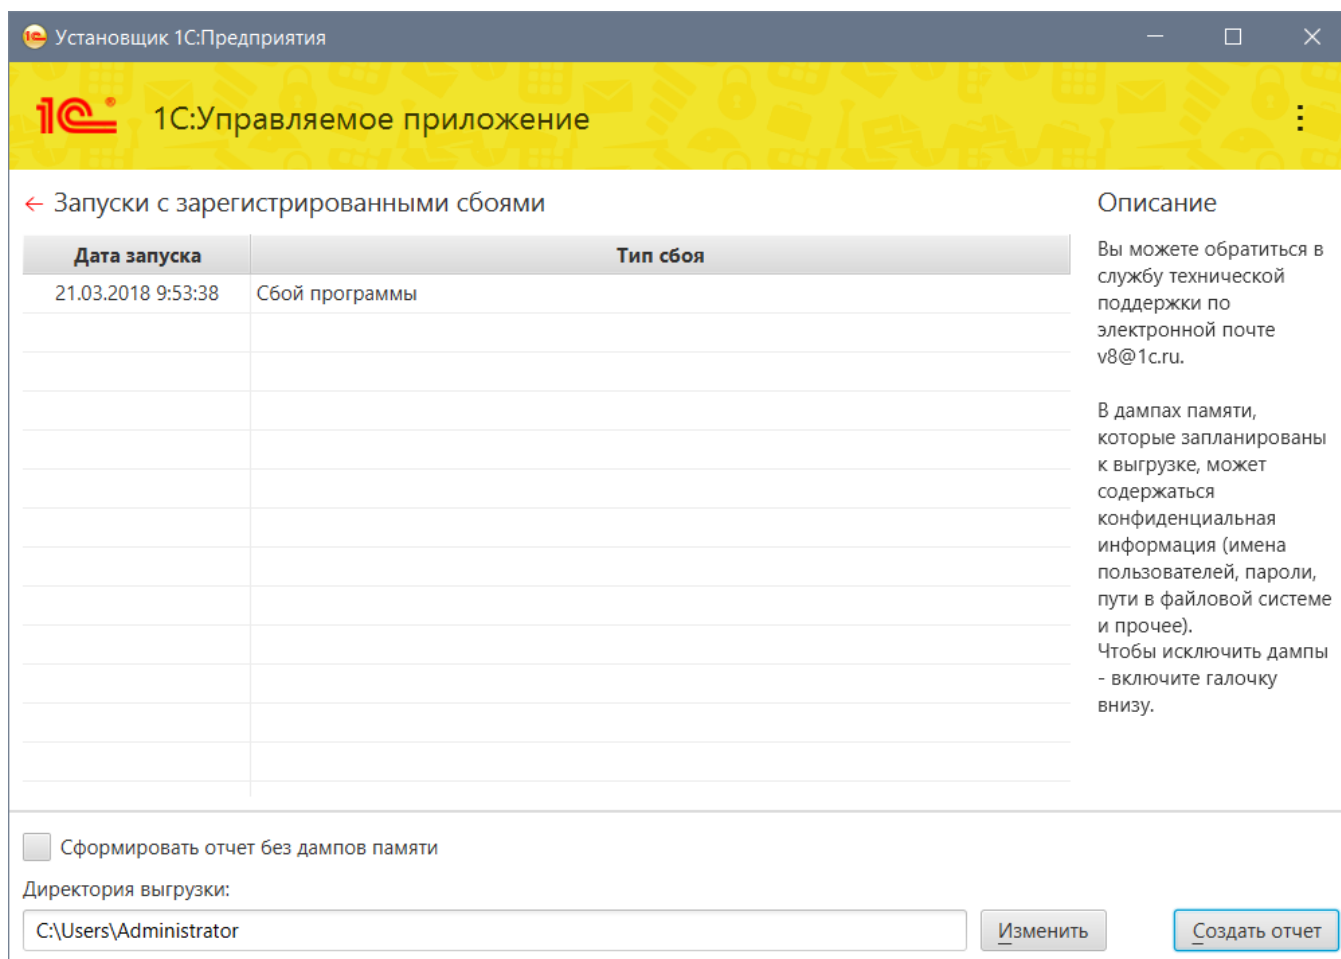 Установщик 1С:Предприятия
1С
1С:Управляемое приложение
← Запуски с зарегистрированными сбоями
Дата запуска Тип сбоя
21.03.2018 9:53:38 Сбой программы
Описание
Вы можете обратиться в
службу технической
поддержки по
электронной почте
v8@1c.ru.
В дампах памяти,
которые запланированы
к выгрузке, может
содержаться
конфиденциальная
информация (имена
пользователей, пароли,
пути в файловой системе
и прочее).
Чтобы исключить дампы
- включите галочку
внизу.
Сформировать отчет без дампов памяти
Директория выгрузки:
C:\Users\Administrator Изменить Создать отчет